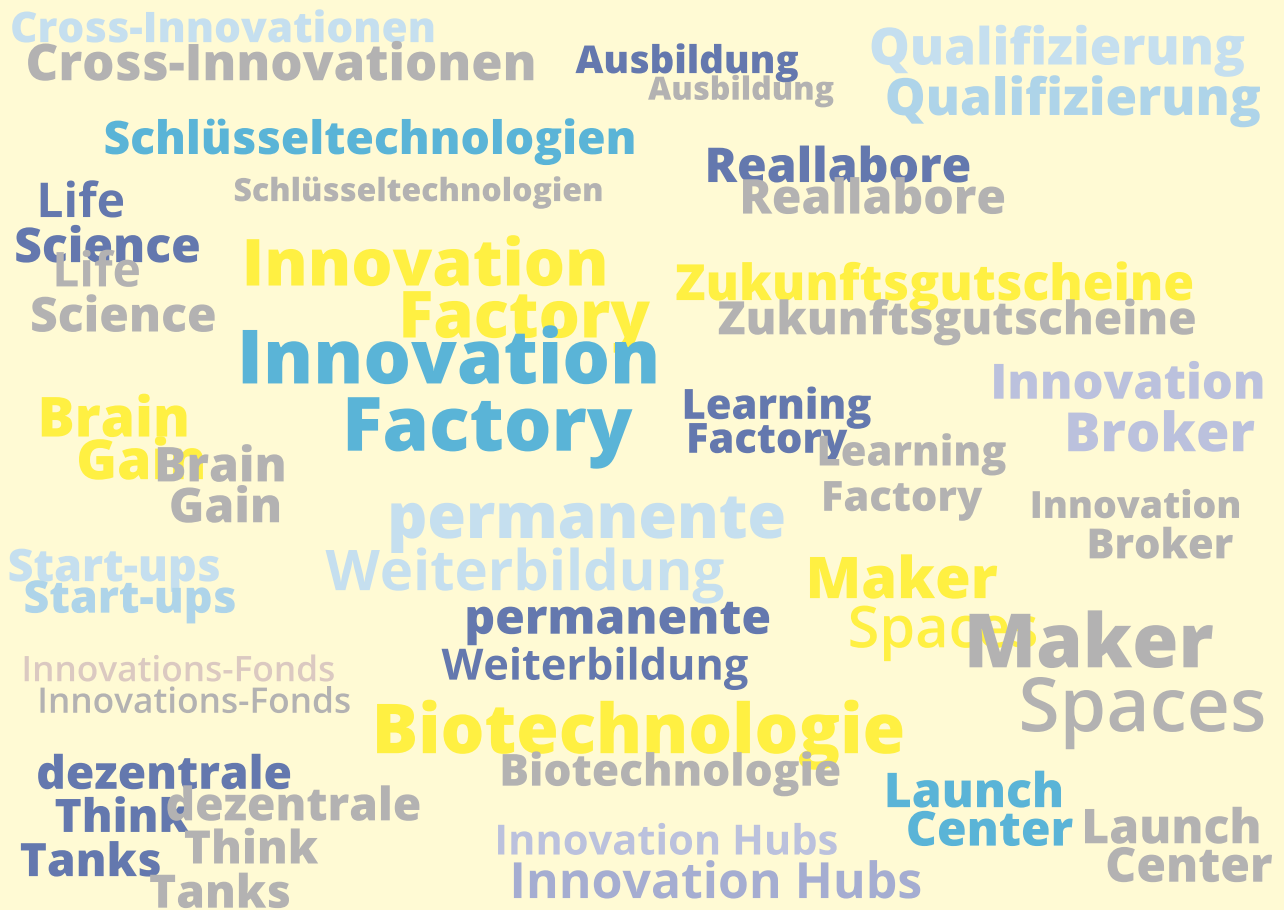 Cross-Innovationen
Cross-Innovationen
Ausbildung
Ausbildung
Qualifizierung
Qualifizierung
Schlüsseltechnologien
Schlüsseltechnologien
Reallabore
Reallabore
Life
Science
Life
Science
Innovation
Factory
Innovation
Factory
Zukunftsgutscheine
Zukunftsgutscheine
Brain
Gain
Brain
Gain
Learning
Factory
Learning
Factory
Innovation
Broker
Innovation
Broker
permanente
Weiterbildung
permanente
Weiterbildung
Start-ups
Start-ups
Maker
Spaces
Maker
Spaces
Innovations-Fonds
Innovations-Fonds
Biotechnologie
Biotechnologie
dezentrale
Think
Tanks
dezentrale
Think
Tanks
Innovation Hubs
Innovation Hubs
Launch
Center
Launch
Center